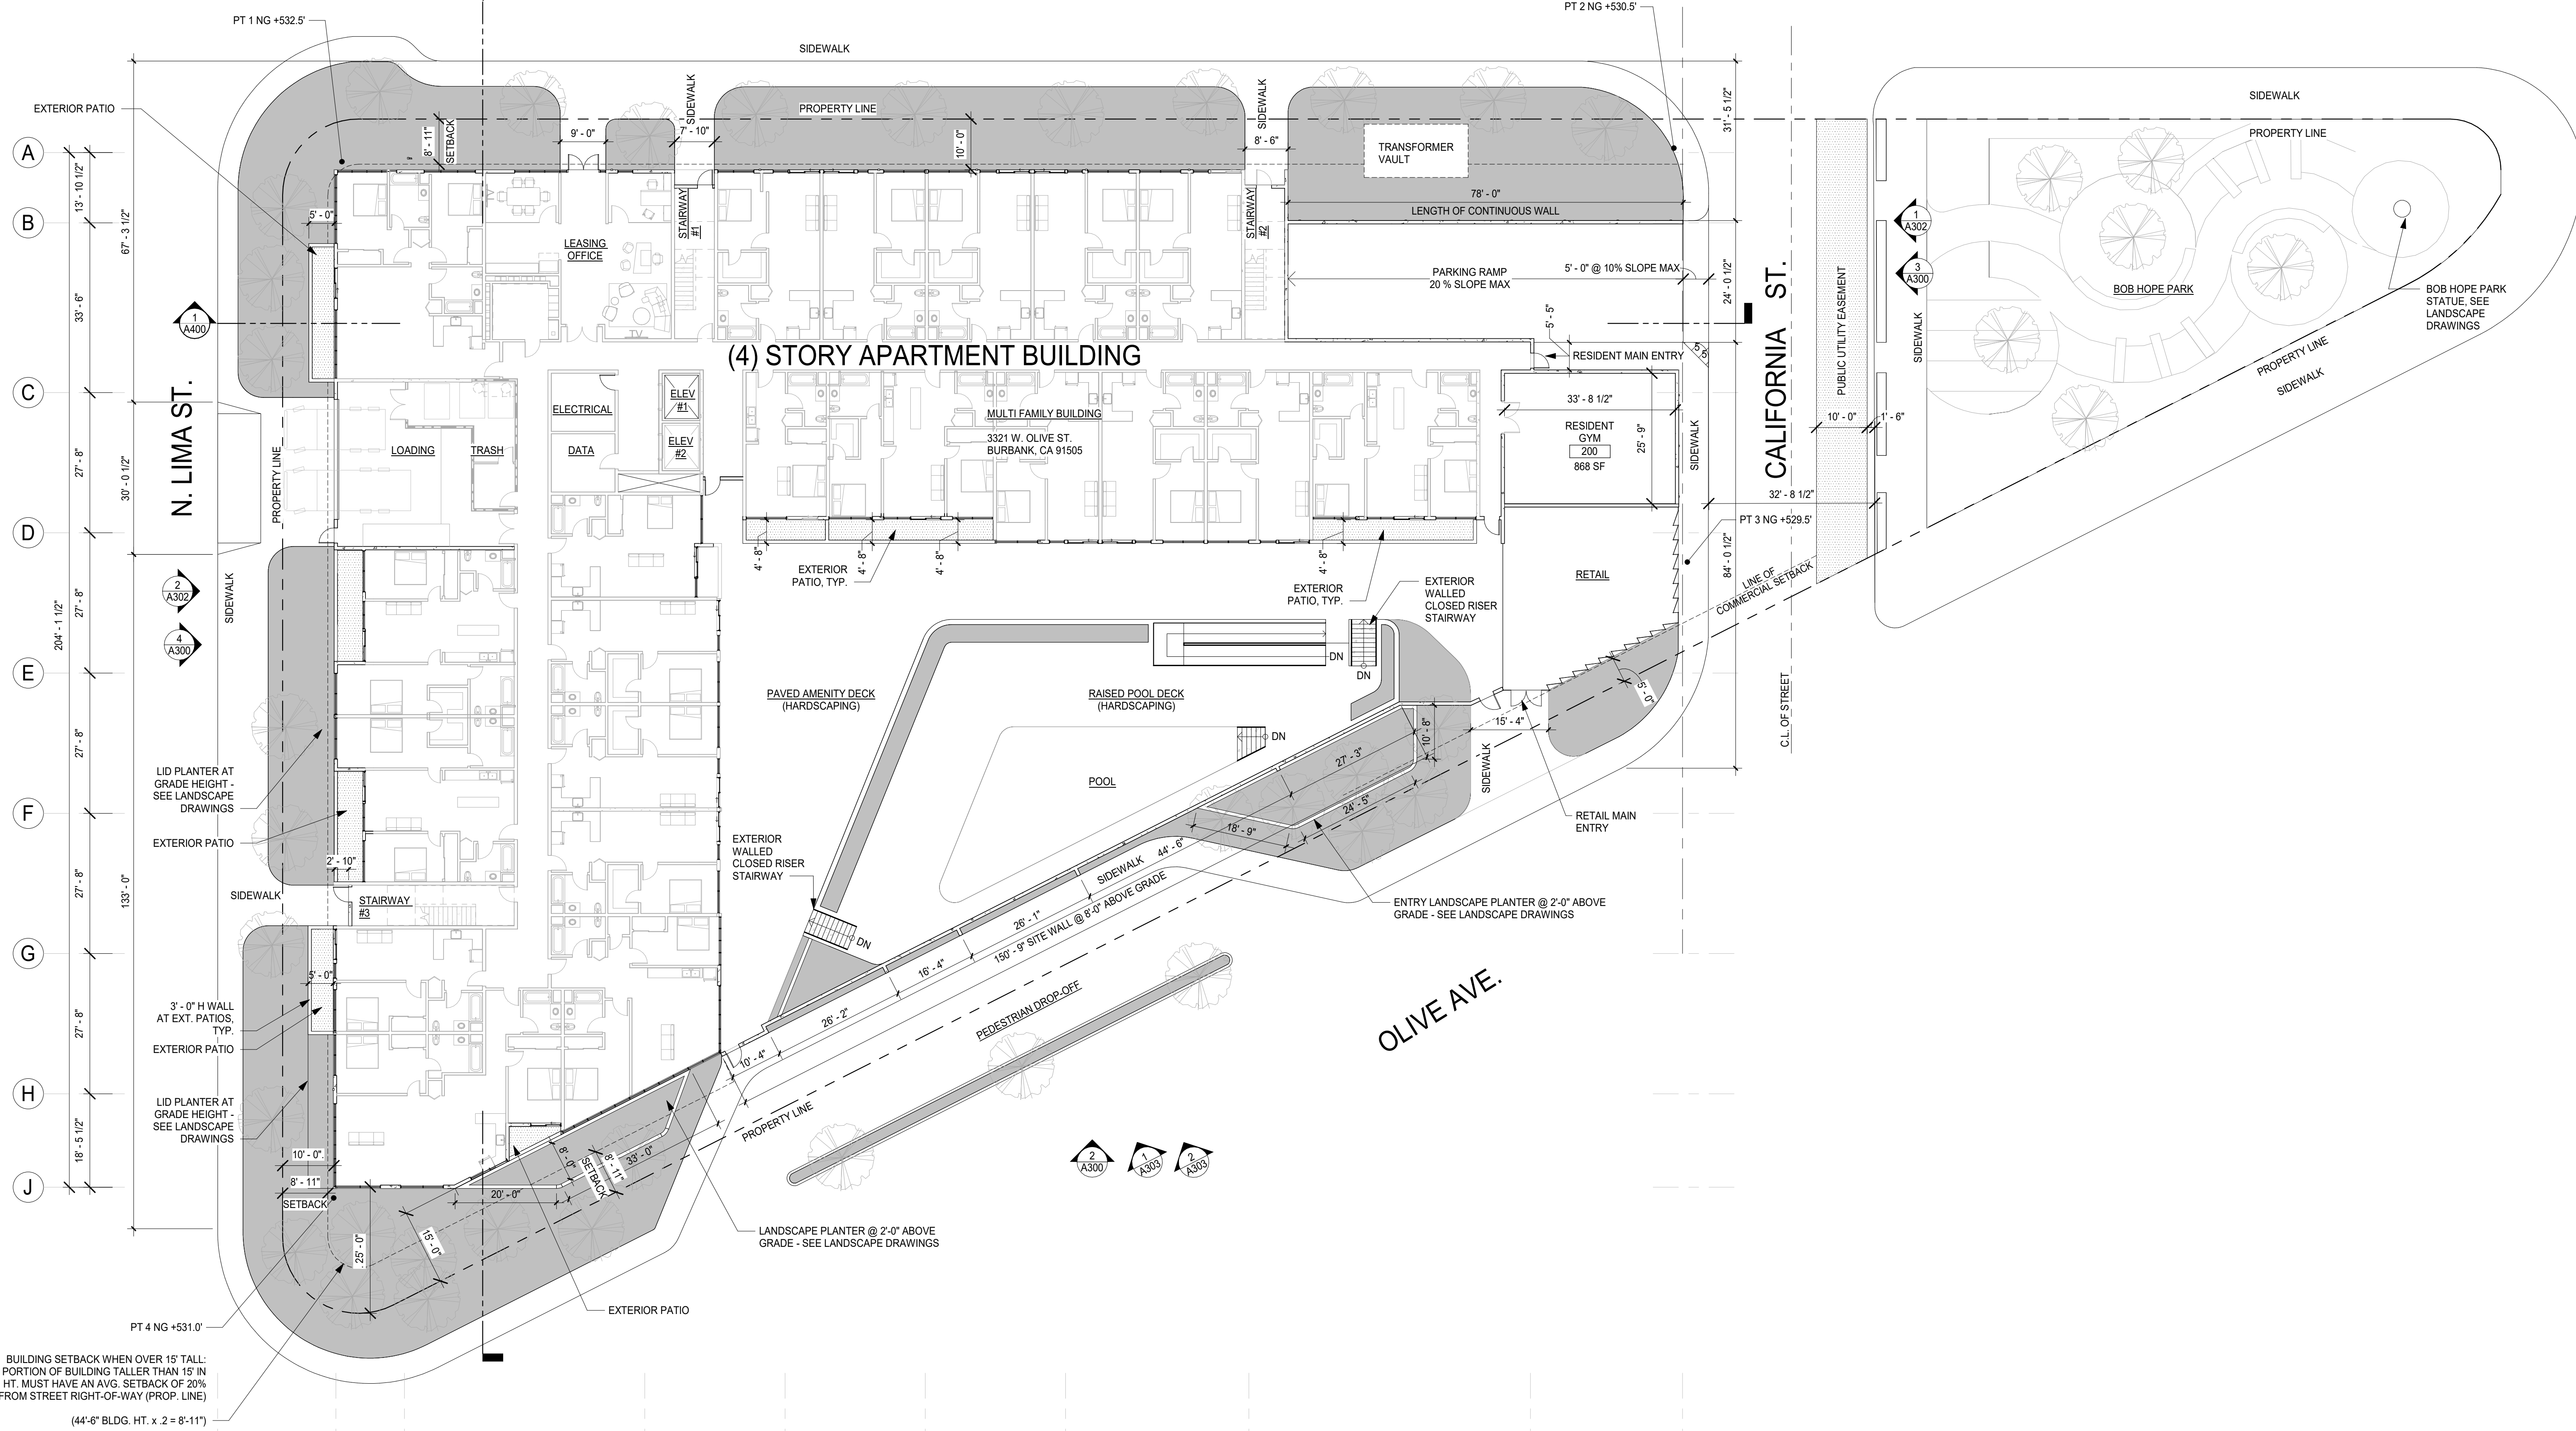 PT 1 NG +532.5'
PT 2 NG +530.5'
SIDEWALK
EXTERIOR PATIO
PROPERTY LINE
SIDEWALK
SIDEWALK
SIDEWALK
PROPERTY LINE
8' - 11"
SETBACK
9' - 0"
7' - 10"
10' - 0"
8' - 6"
31' - 5 1/2"
TRANSFORMER
VAULT
78' - 0"
LENGTH OF CONTINUOUS WALL
A
13' - 10 1/2"
B
67' - 3 1/2"
5' - 0"
LEASING
OFFICE
STAIRWAY
#1
STAIRWAY
#2
TV
PARKING RAMP
20 % SLOPE MAX
5' - 0" @ 10% SLOPE MAX
24' - 0 1/2"
5' - 5"
1
A302
3
A300
BOB HOPE PARK
BOB HOPE PARK
STATUE, SEE
LANDSCAPE
DRAWINGS
PUBLIC UTILITY EASEMENT
SIDEWALK
PROPERTY LINE
SIDEWALK
33' - 6"
1
A400
(4) STORY APARTMENT BUILDING
RESIDENT MAIN ENTRY
5' 5
CALIFORNIA ST.
N. LIMA ST.
C
ELECTRICAL
ELEV
#1
DATA
ELEV
#2
LOADING
TRASH
MULTI FAMILY BUILDING
3321 W. OLIVE ST.
BURBANK, CA 91505
33' - 8 1/2"
RESIDENT
GYM
200
868 SF
25' - 9"
SIDEWALK
10' - 0"
1' - 6"
32' - 8 1/2"
27' - 8"
30' - 0 1/2"
PROPERTY LINE
D
PT 3 NG +529.5'
4' - 8"
4' - 8"
4' - 8"
4' - 8"
EXTERIOR
PATIO, TYP.
EXTERIOR
PATIO, TYP.
EXTERIOR
WALLED
CLOSED RISER
STAIRWAY
RETAIL
84' - 0 1/2"
LINE OF
COMMERCIAL SETBACK
2
A302
4
A300
SIDEWALK
204' - 1 1/2"
27' - 8"
E
DN
DN
PAVED AMENITY DECK
(HARDSCAPING)
RAISED POOL DECK
(HARDSCAPING)
5' - 0"
C.L. OF STREET
27' - 8"
DN
10' - 8"
15' - 4"
SIDEWALK
27' - 3"
POOL
LID PLANTER AT
GRADE HEIGHT -
SEE LANDSCAPE
DRAWINGS
F
24' - 5"
18' - 9"
RETAIL MAIN
ENTRY
EXTERIOR PATIO
EXTERIOR
WALLED
CLOSED RISER
STAIRWAY
2' - 10"
44' - 6"
SIDEWALK
27' - 8"
133' - 0"
SIDEWALK
STAIRWAY
#3
ENTRY LANDSCAPE PLANTER @ 2'-0" ABOVE
GRADE - SEE LANDSCAPE DRAWINGS
26' - 1"
150' - 9" SITE WALL @ 8'-0" ABOVE GRADE
DN
G
16' - 4"
5' - 0"
3' - 0" H WALL
AT EXT. PATIOS,
TYP.
27' - 8"
26' - 2"
PEDESTRIAN DROP-OFF
OLIVE AVE.
EXTERIOR PATIO
10' - 4"
H
LID PLANTER AT
GRADE HEIGHT -
SEE LANDSCAPE
DRAWINGS
PROPERTY LINE
18' - 5 1/2"
10' - 0"
8' - 0"
8' - 11"
SETBACK
33' - 0"
2
A300
1
A303
2
A303
J
8' - 11"
SETBACK
20' - 0"
25' - 0"
15' - 0"
LANDSCAPE PLANTER @ 2'-0" ABOVE
GRADE - SEE LANDSCAPE DRAWINGS
EXTERIOR PATIO
PT 4 NG +531.0'
BUILDING SETBACK WHEN OVER 15' TALL:
PORTION OF BUILDING TALLER THAN 15' IN
HT. MUST HAVE AN AVG. SETBACK OF 20%
FROM STREET RIGHT-OF-WAY (PROP. LINE)
(44'-6" BLDG. HT. x .2 = 8'-11")